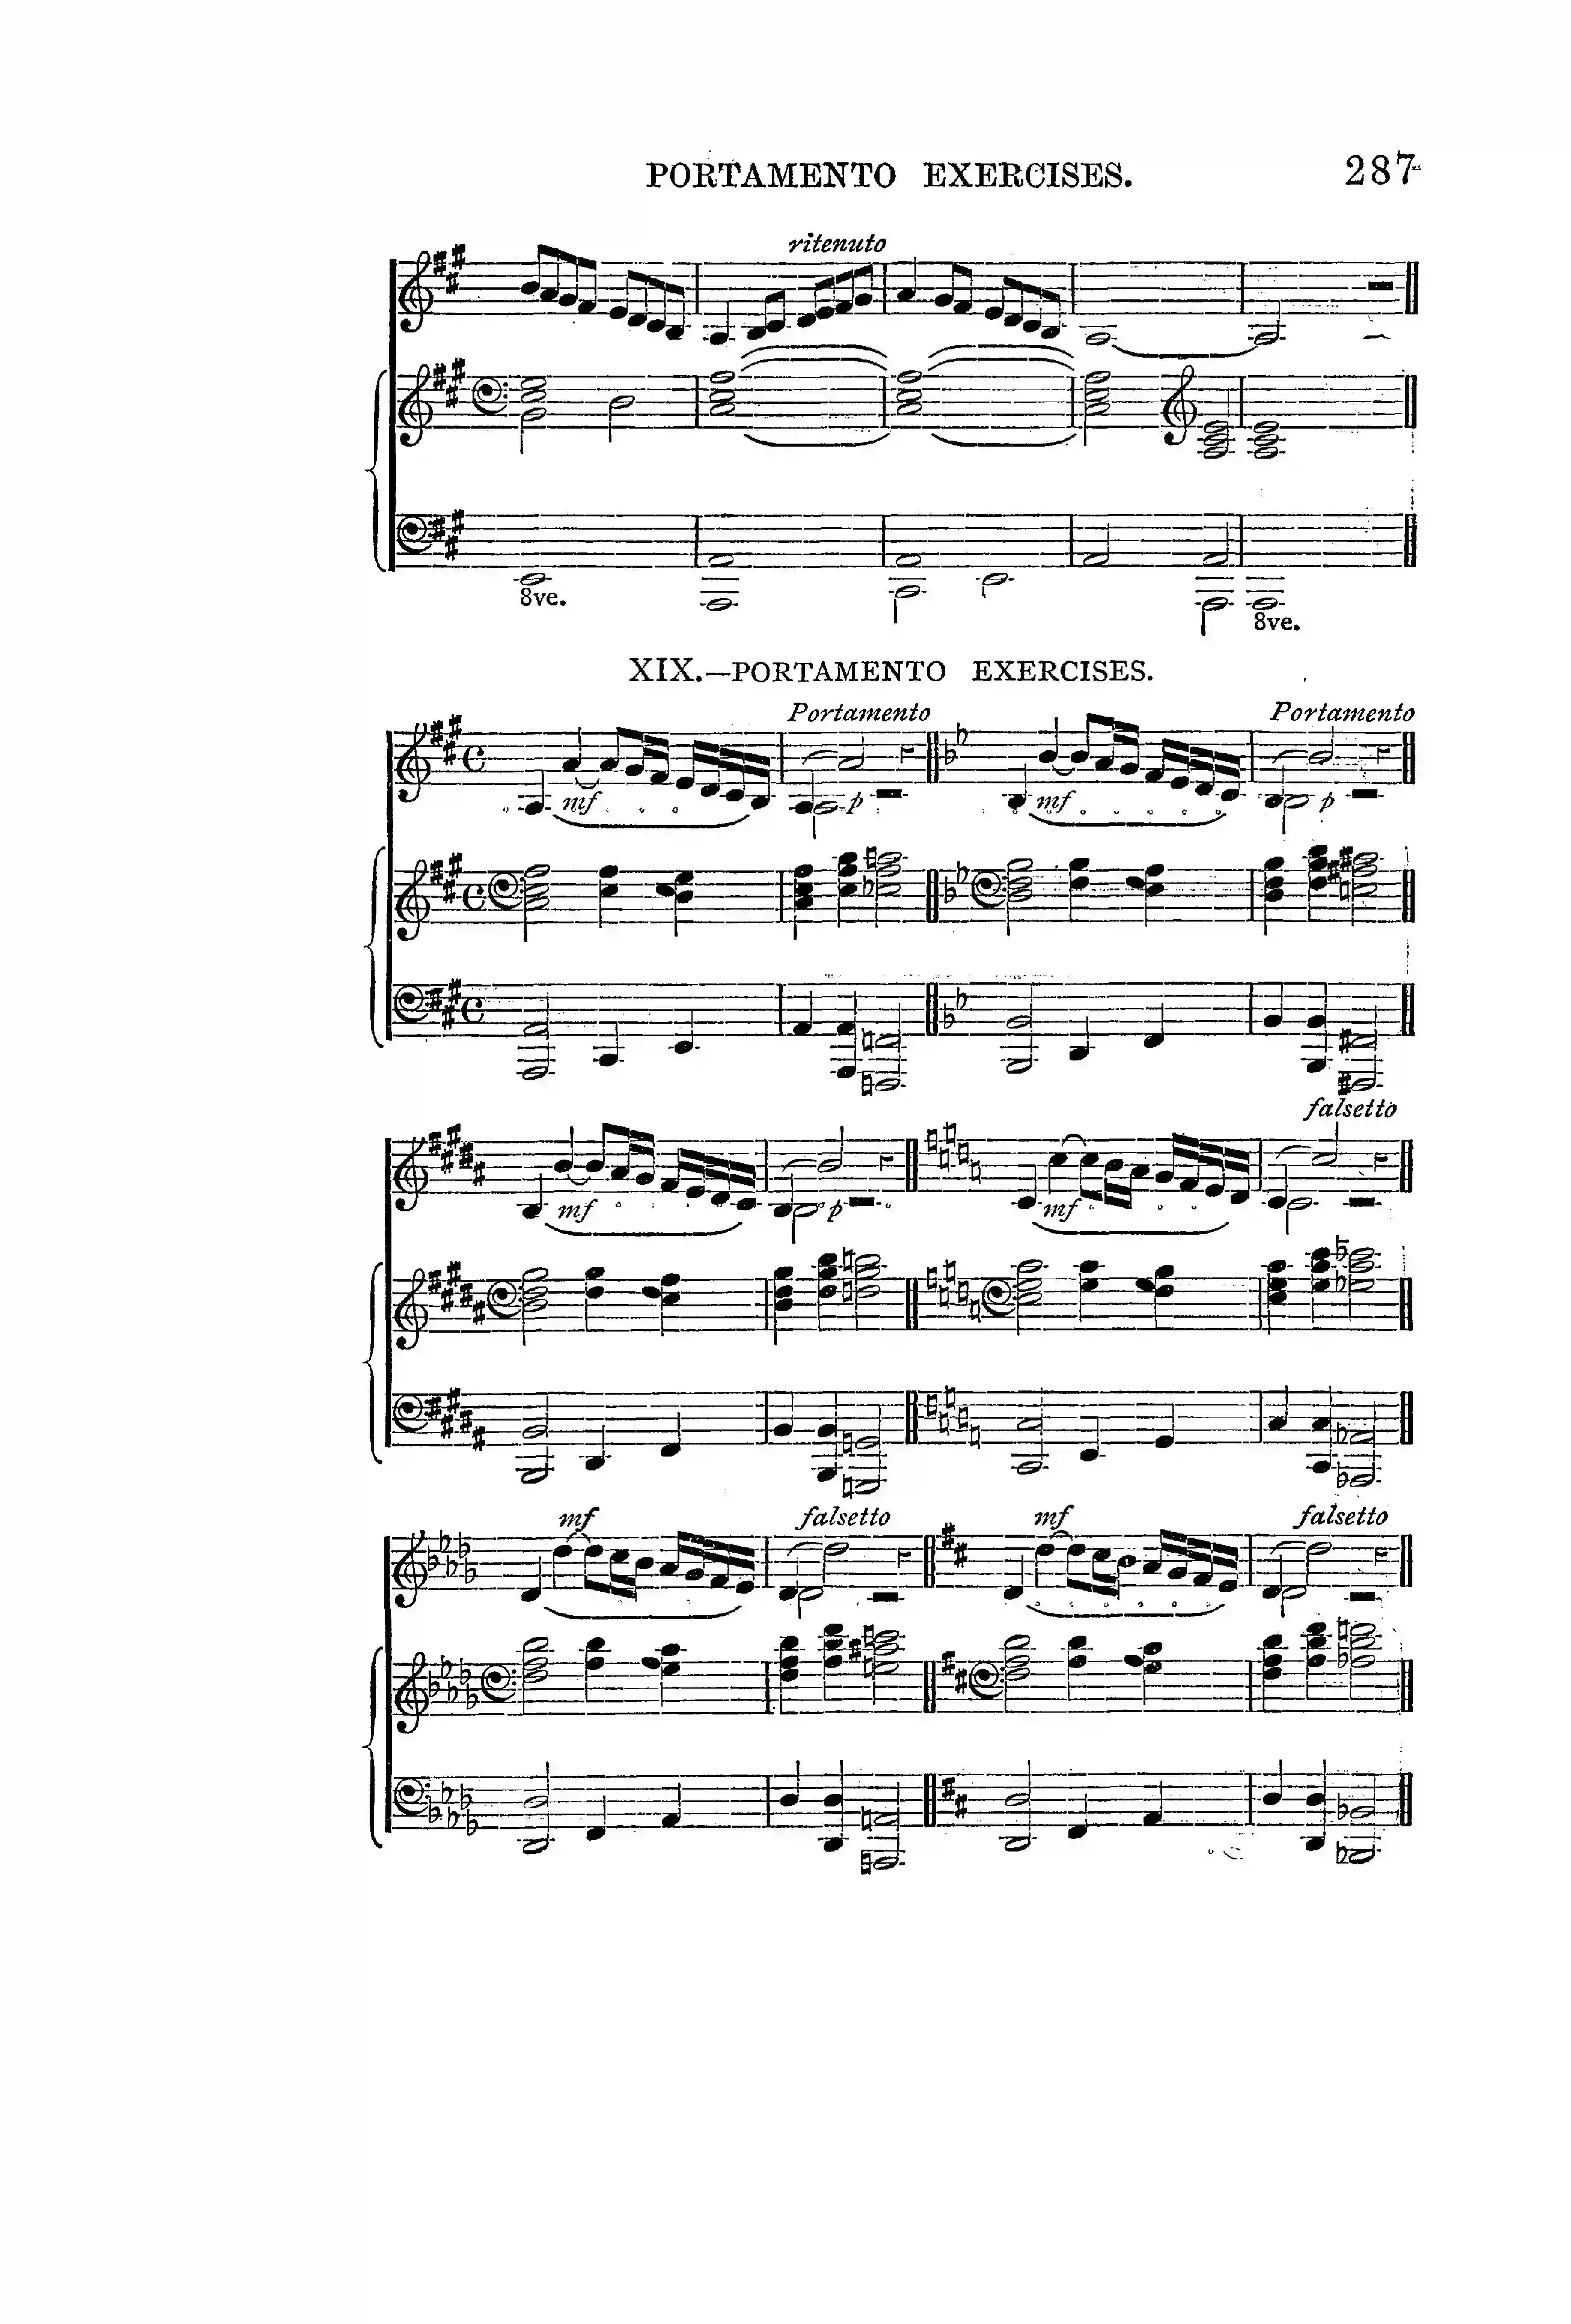 PORTAMENTO EXERCISES. 287
ritenuto
8ve.
8ve.
XIX.—PORTAMENTO EXERCISES.
Portamento Portamento
mf p mf p
falsetto
mf p mf
mf falsetto mf falsetto